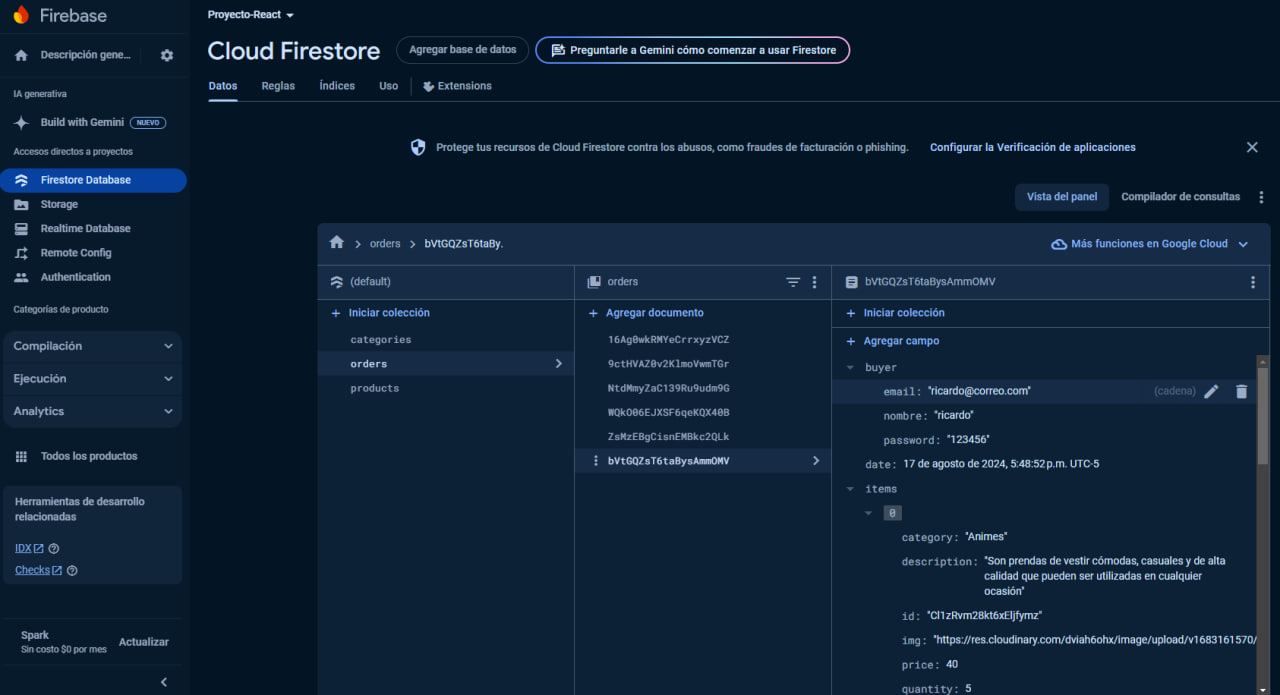 Firebase
Descripción gene...
IA generativa
Build with Gemini NUEVO
Accesos directos a proyectos
Firestore Database
Storage
Realtime Database
Remote Config
Authentication
Categorías de producto
Compilación
Ejecución
Analytics
Todos los productos
Herramientas de desarrollo
relacionadas
IDX
Checks
Spark
Sin costo $0 por mes
Actualizar
Proyecto-React
Cloud Firestore
Agregar base de datos
Preguntarle a Gemini cómo comenzar a usar Firestore
Datos Reglas Índices Uso Extensions
Protege tus recursos de Cloud Firestore contra los abusos, como fraudes de facturación o phishing. Configurar la Verificación de aplicaciones
Vista del panel Compilador de consultas
orders bVtGQZsT6taBy.
Más funciones en Google Cloud
(default)
Iniciar colección
categories
orders
products
orders
Agregar documento
16Ag0wkRMYeCrrxyzVCZ
9ctHVAZ0v2KlmoVwmTGr
NtdMmyZaC139Ru9udm9G
WQkO06EJXSF6qeKQX40B
ZsMzEBgCisnEMBkc2QLk
bVtGQZsT6taBysAmmOMV
bVtGQZsT6taBysAmmOMV
Iniciar colección
Agregar campo
buyer
email: "ricardo@correo.com" (cadena)
nombre: "ricardo"
password: "123456"
date: 17 de agosto de 2024, 5:48:52 p.m. UTC-5
items
0
category: "Animes"
description: "Son prendas de vestir cómodas, casuales y de alta
calidad que pueden ser utilizadas en cualquier
ocasión"
id: "Cl1zRvm28kt6xEljfymz"
img: "https://res.cloudinary.com/dviah6ohx/image/upload/v1683161570/
price: 40
quantity: 5